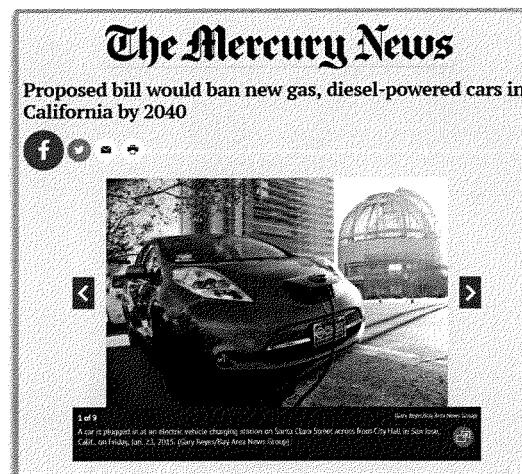 The Mercury News
Proposed bill would ban new gas, diesel-powered cars in
California by 2040
1 of 9
Gary Reyes/Bay Area News Group
A car is plugged in at an electric vehicle charging station on Santa Clara Street across from City Hall in San Jose,
Calif., on Friday, Jan. 23, 2015. (Gary Reyes/Bay Area News Group)